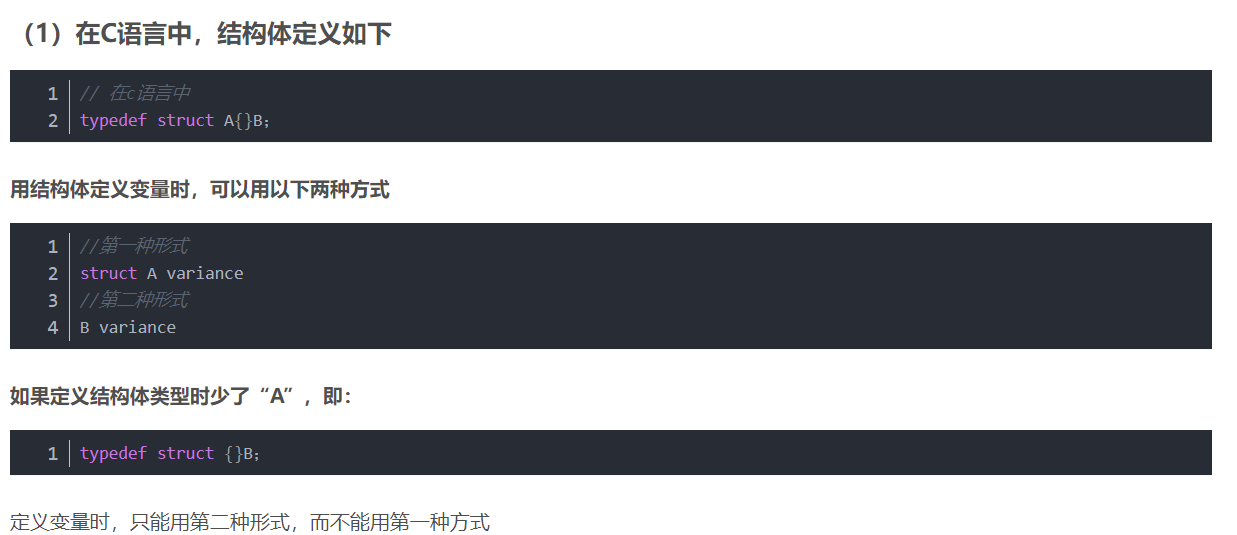 （1）在C语言中，结构体定义如下
1 // 在c语言中
2 typedef struct A{}B；
用结构体定义变量时，可以用以下两种方式
1 //第一种形式
2 struct A variance
3 //第二种形式
4 B variance
如果定义结构体类型时少了“A”，即：
1 typedef struct {}B；
定义变量时，只能用第二种形式，而不能用第一种方式